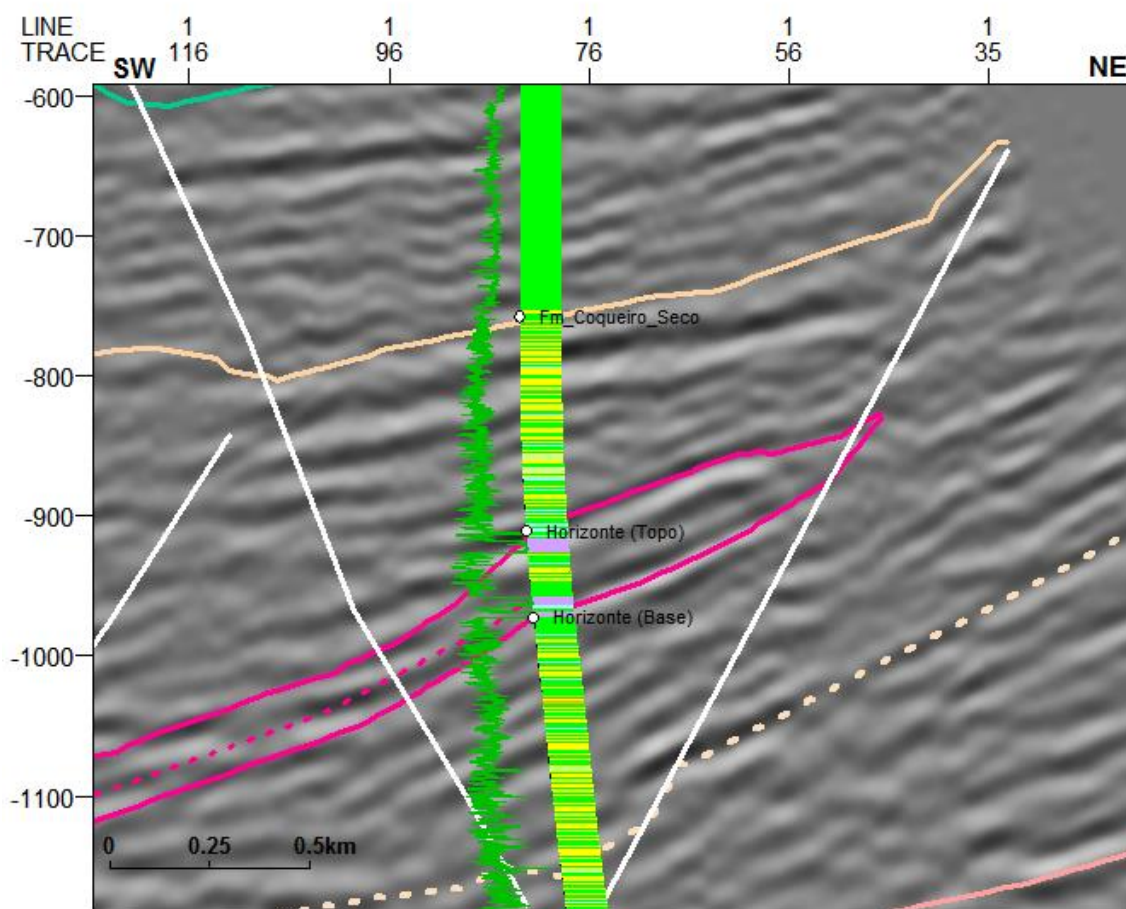 LINE 1 1 1 1 1
TRACE 116 96 76 56 35
SW NE
-600
-700
Fm_Coqueiro_Seco
-800
-900
Horizonte (Topo)
Horizonte (Base)
-1000
-1100
0 0.25 0.5km